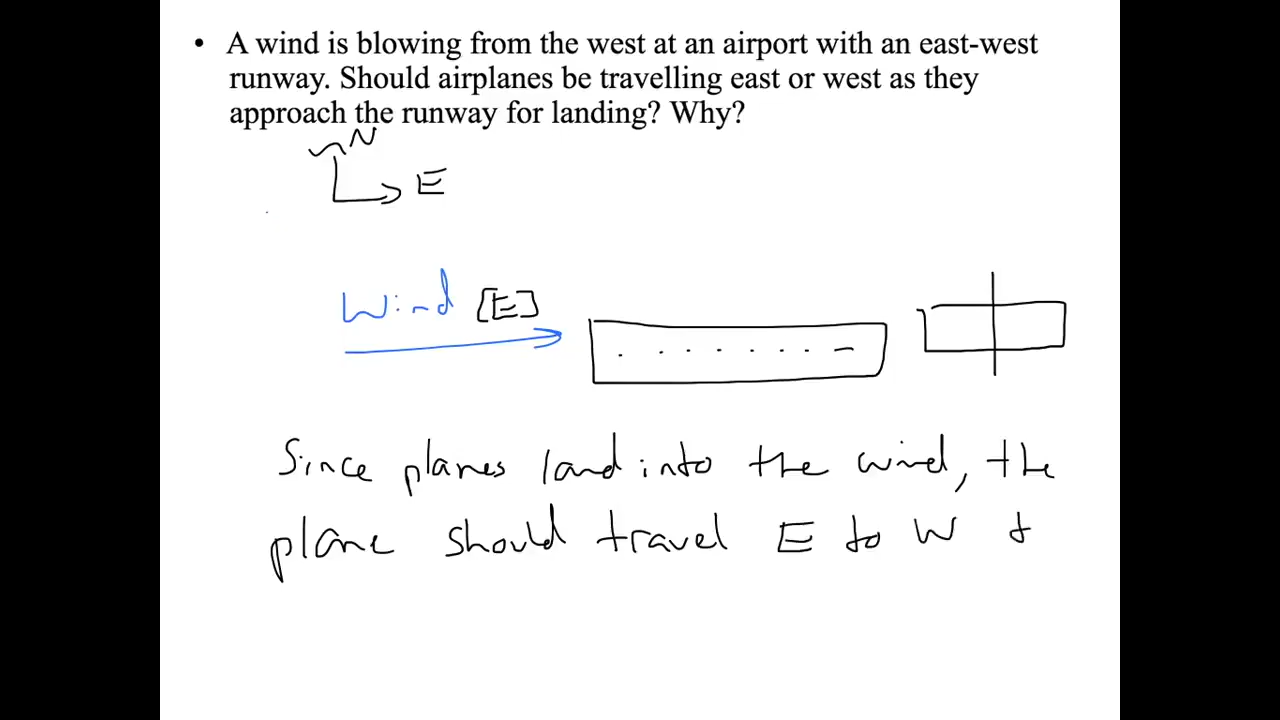 • A wind is blowing from the west at an airport with an east-west
runway. Should airplanes be travelling east or west as they
approach the runway for landing? Why?
N
E
Wind [E]
Since planes land into the wind, the
plane should travel E to W t